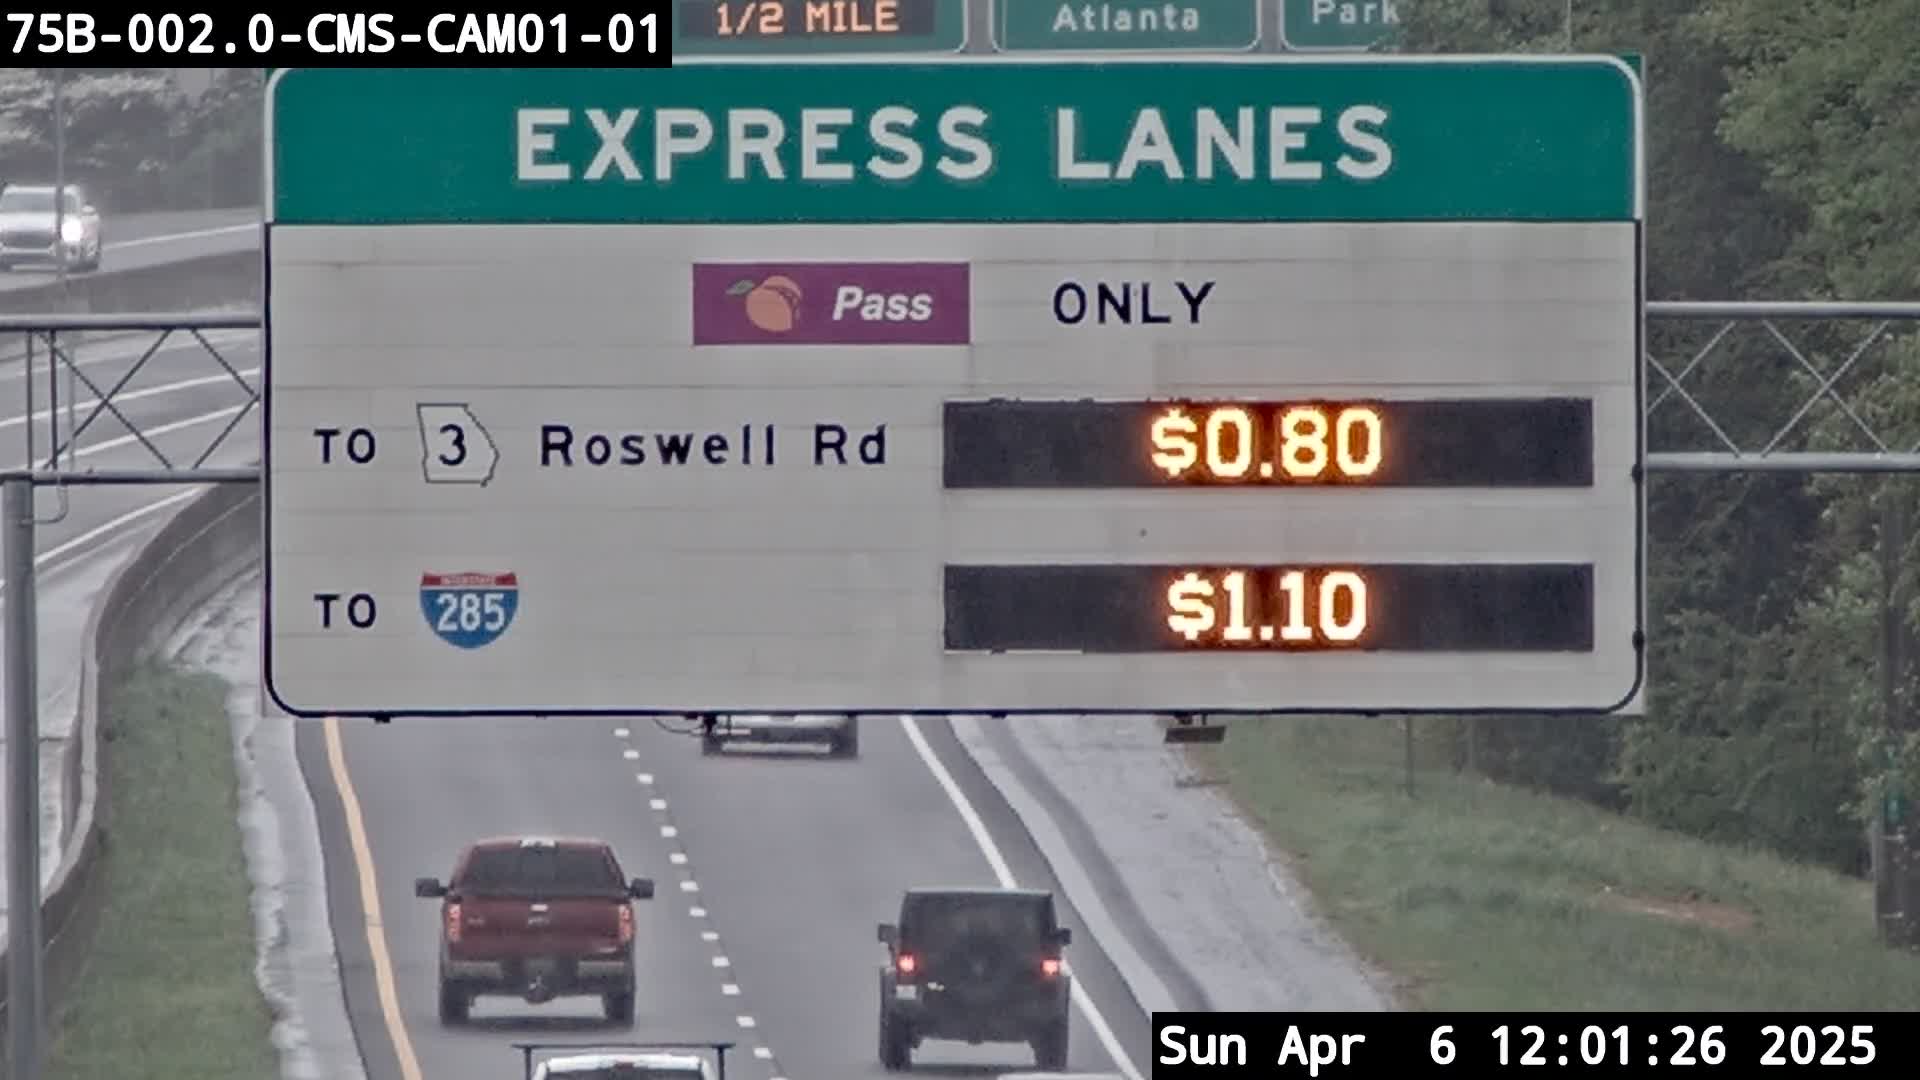 75B-002.0-CMS-CAM01-01
1/2 MILE
Atlanta
Park
EXPRESS LANES
Pass ONLY
TO 3 Roswell Rd $0.80
INTERSTATE
TO 285 $1.10
Sun Apr 6 12:01:26 2025